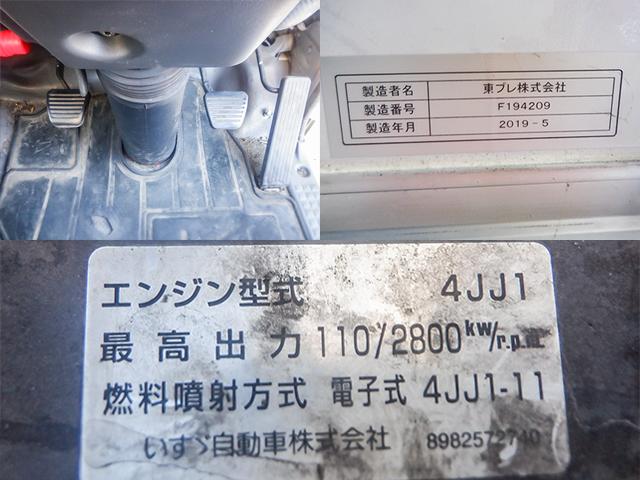 製造者名 東プレ株式会社
製造番号 F194209
製造年月 2019-5
エンジン型式 4JJ1
最高出力 110/2800 kw/r.p.m.
燃料噴射方式 電子式 4JJ1-11
いすゞ自動車株式会社 8982572740